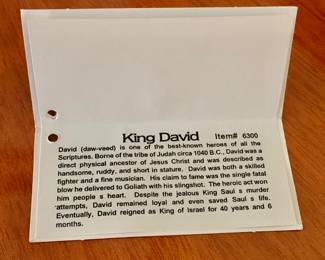 King David Item# 6300
David (daw-veed) is one of the best-known heroes of all the
Scriptures. Borne of the tribe of Judah circa 1040 B.C., David was a
direct physical ancestor of Jesus Christ and was described as
handsome, ruddy, and short in stature. David was both a skilled
fighter and a fine musician. His claim to fame was the single fatal
blow he delivered to Goliath with his slingshot. The heroic act won
him people s heart. Despite the jealous King Saul s murder
attempts, David remained loyal and even saved Saul s life.
Eventually, David reigned as King of Israel for 40 years and 6
months.